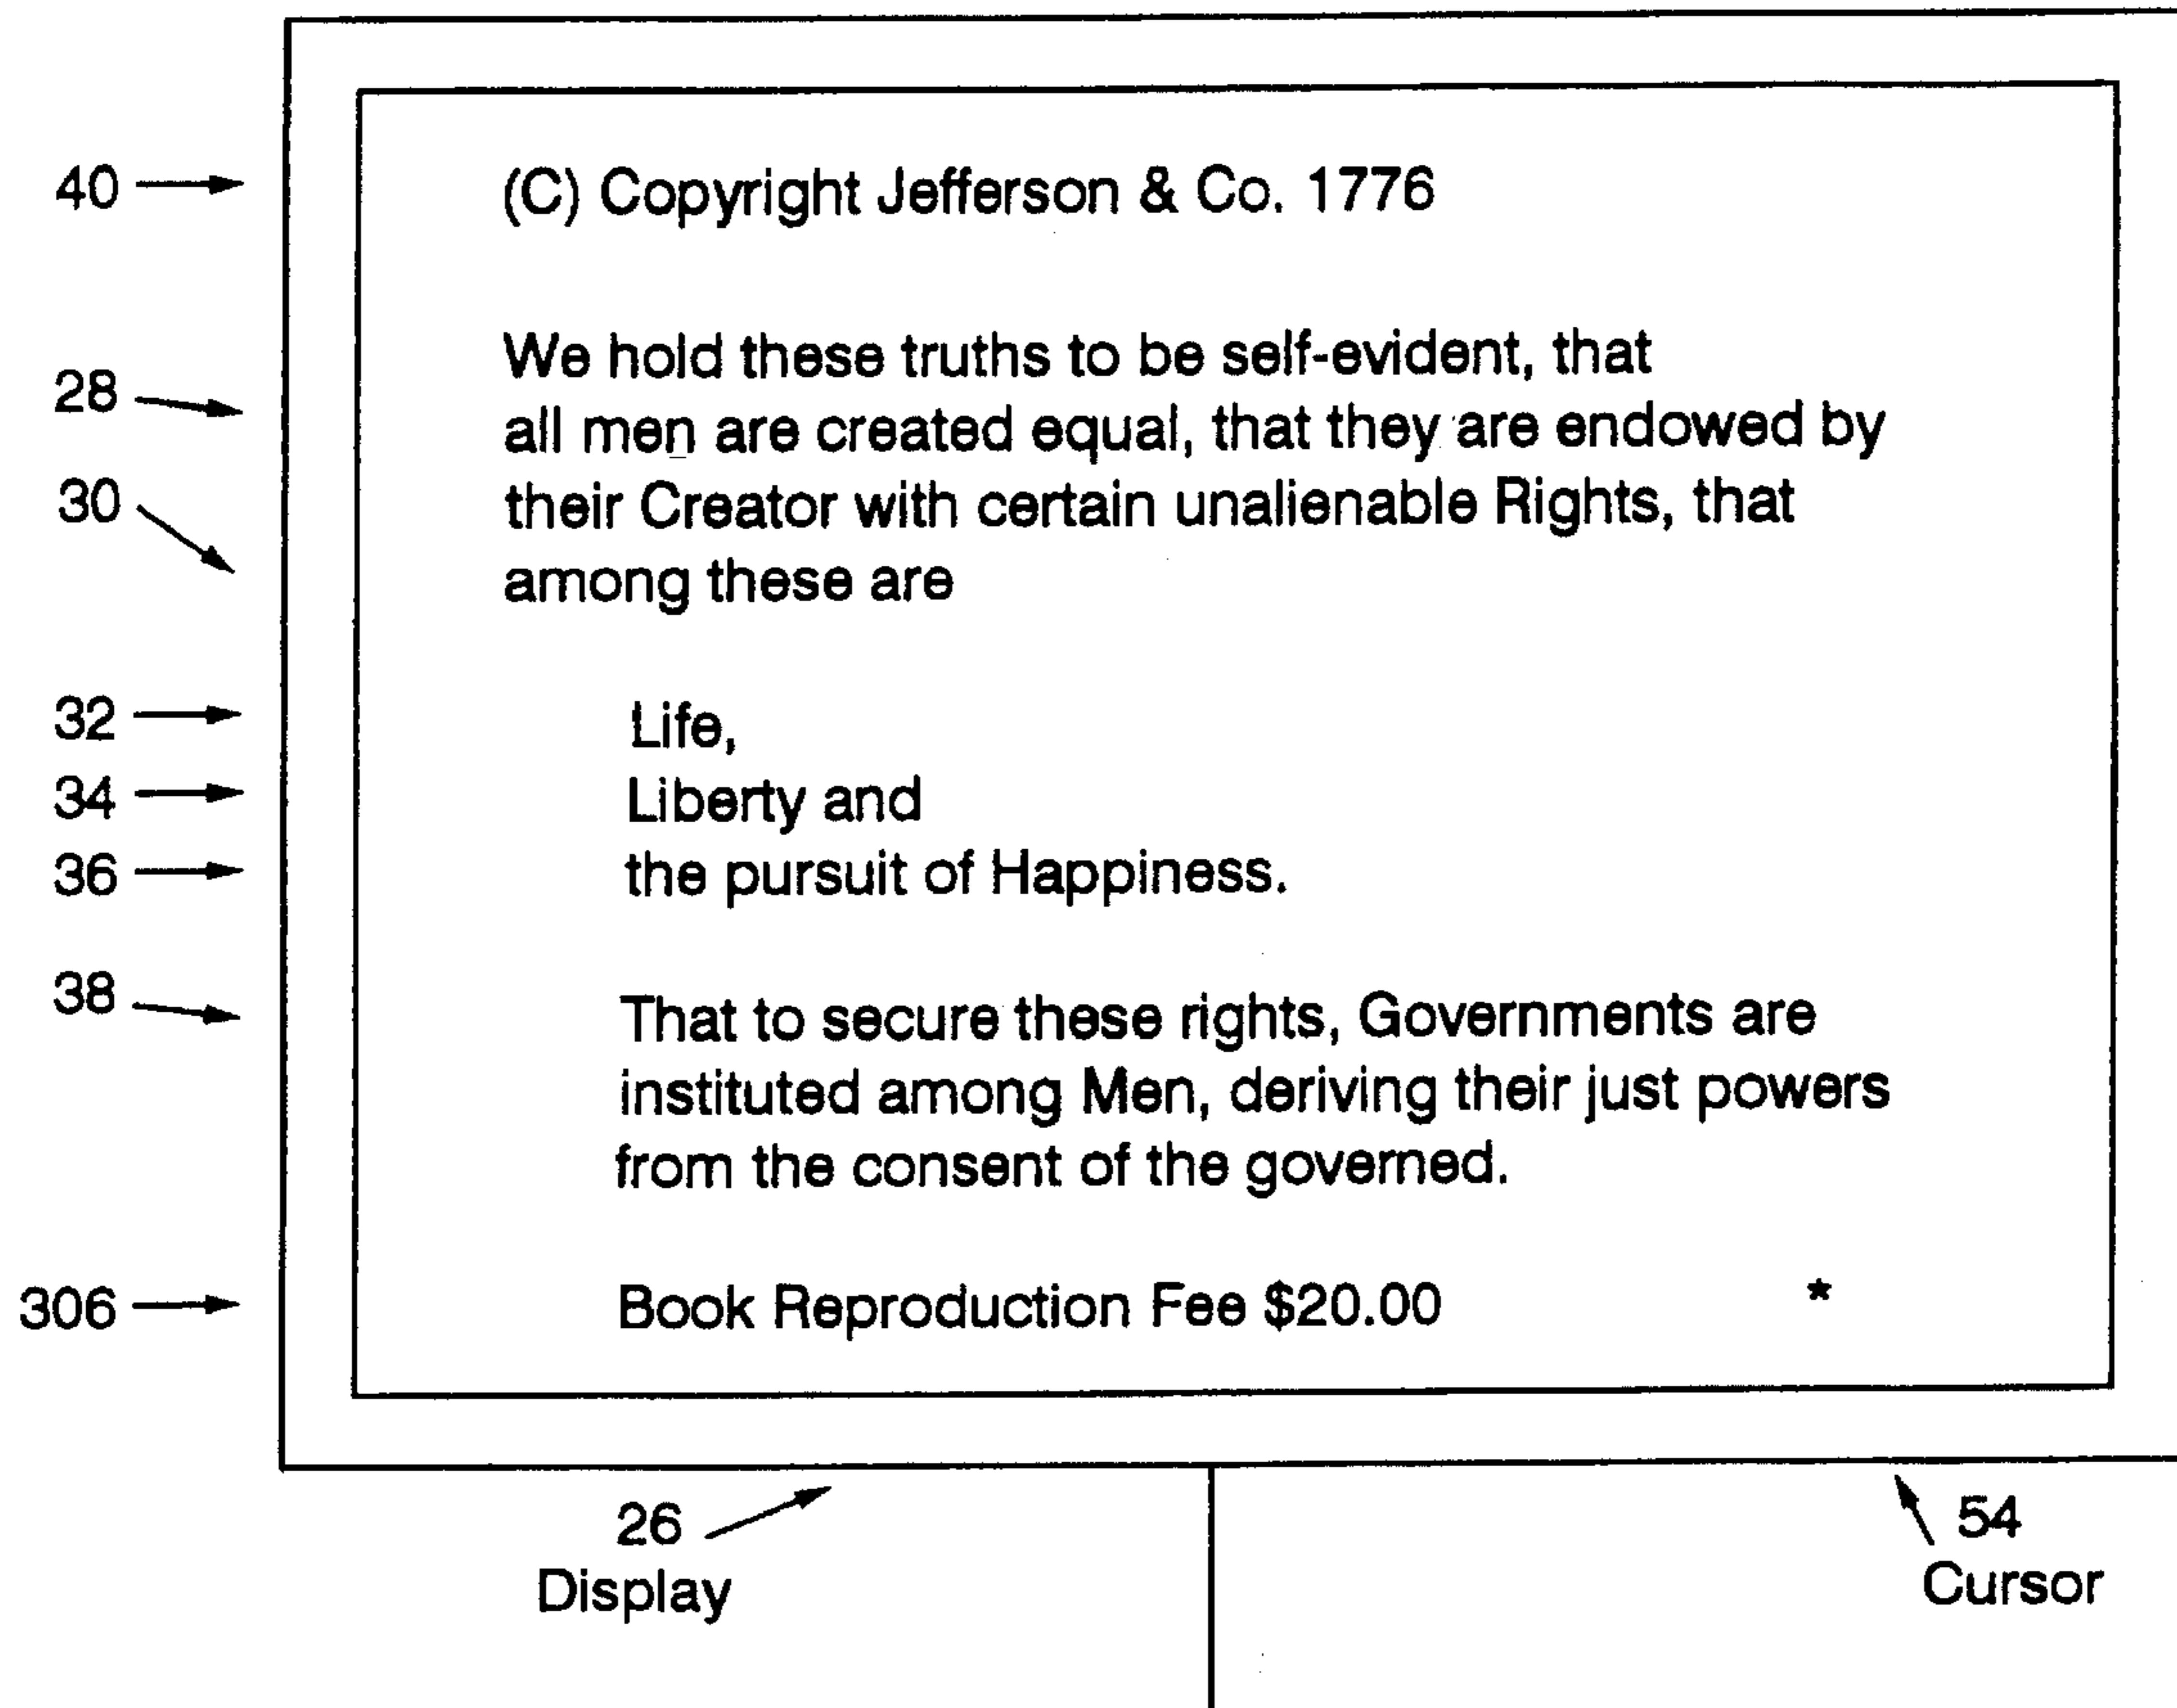 40
(C) Copyright Jefferson & Co. 1776
We hold these truths to be self-evident, that
28
all men are created equal, that they are endowed by
30
their Creator with certain unalienable Rights, that
among these are
32
Life,
34
Liberty and
36
the pursuit of Happiness.
38
That to secure these rights, Governments are
instituted among Men, deriving their just powers
from the consent of the governed.
306
Book Reproduction Fee $20.00 *
26
Display
54
Cursor